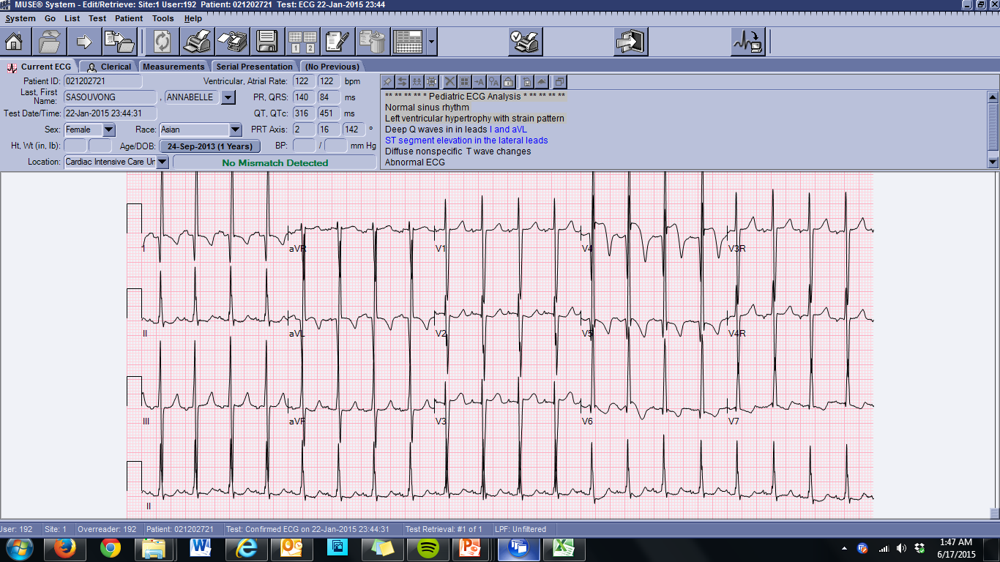 MUSE® System - Edit/Retrieve: Site:1 User:192 Patient: 021202721 Test: ECG 22-Jan-2015 23:44
System Go List Test Patient Tools Help
1 2
Current ECG Clerical Measurements Serial Presentation (No Previous)
Patient ID: 021202721 Ventricular, Atrial Rate: 122 122 bpm
Last, First Name: SASOUVONG , ANNABELLE PR, QRS: 140 84 ms
Test Date/Time: 22-Jan-2015 23:44:31 QT, QTc: 316 451 ms
Sex: Female Race: Asian PRT Axis: 2 16 142 °
Ht, Wt (in, lb): Age/DOB: 24-Sep-2013 (1 Years) BP: / mm Hg
Location: Cardiac Intensive Care Ur No Mismatch Detected
** ** ** ** * Pediatric ECG Analysis * ** ** ** **
Normal sinus rhythm
Left ventricular hypertrophy with strain pattern
Deep Q waves in in leads I and aVL
ST segment elevation in the lateral leads
Diffuse nonspecific T wave changes
Abnormal ECG
I aVR V1 V4 V3R
II aVL V2 V5 V4R
III aVF V3 V6 V7
II
User: 192 Site: 1 Overreader: 192 Patient: 021202721 Test: Confirmed ECG on 22-Jan-2015 23:44:31 Test Retrieval: #1 of 1 LPF: Unfiltered
1:47 AM
6/17/2015